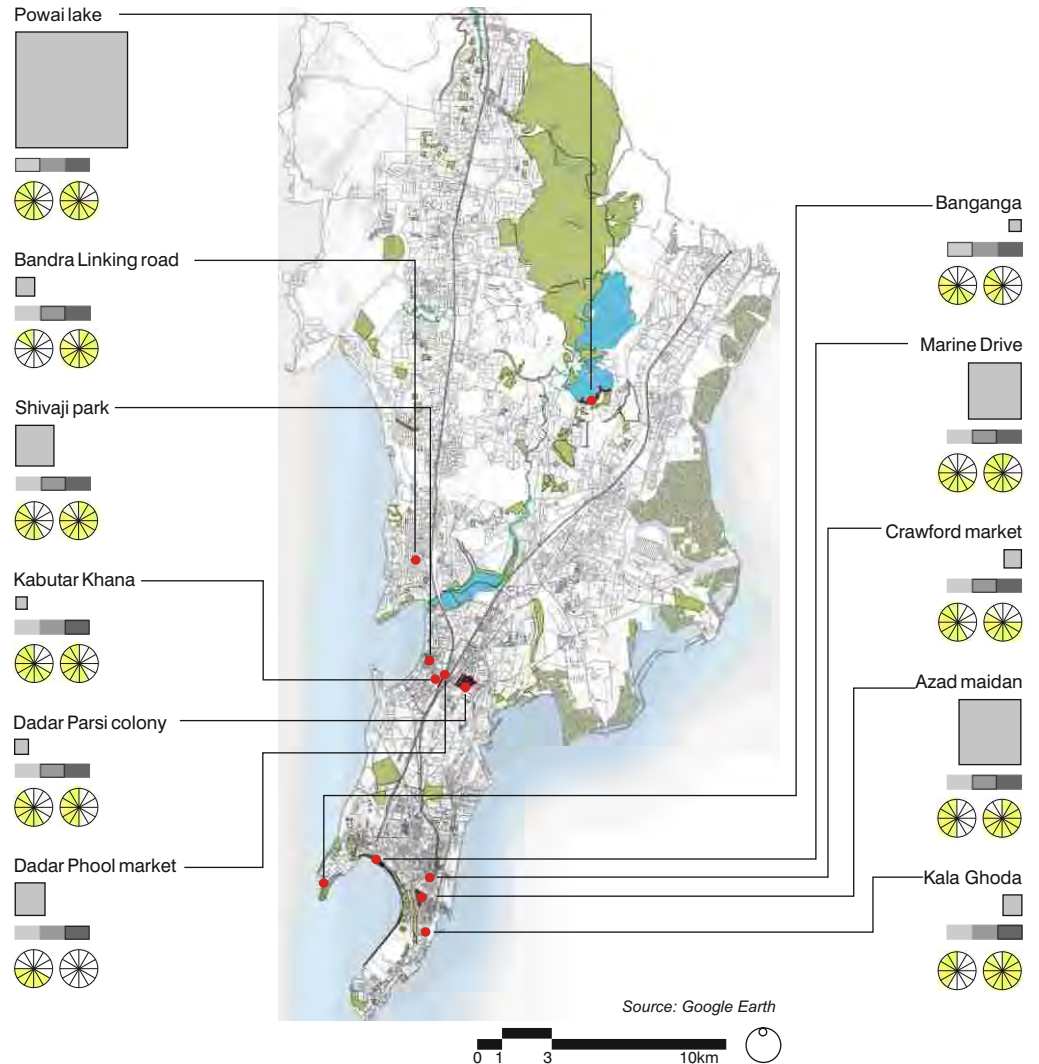 Powai lake
Bandra Linking road
Shivaji park
Kabutar Khana
Dadar Parsi colony
Dadar Phool market
Banganga
Marine Drive
Crawford market
Azad maidan
Kala Ghoda
Source: Google Earth
0 1 3 10km